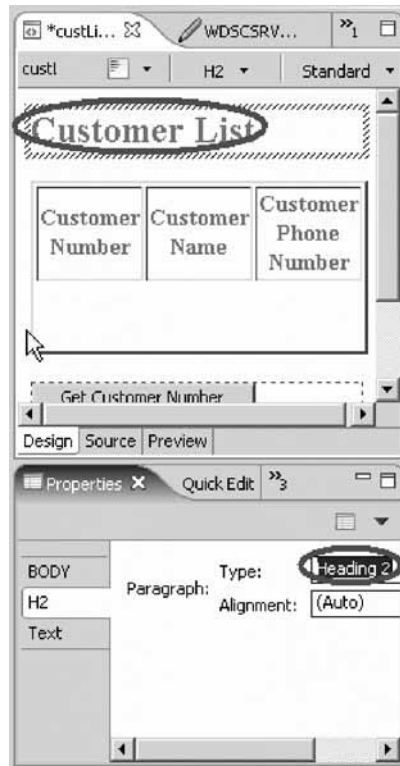 *custLi... WDSCSRV... »1
custl H2 Standard
Customer List
Customer Number Customer Name Customer Phone Number
Get Customer Number
Design Source Preview
Properties Quick Edit »3
BODY
H2
Text
Paragraph:
Type: Heading 2
Alignment: (Auto)